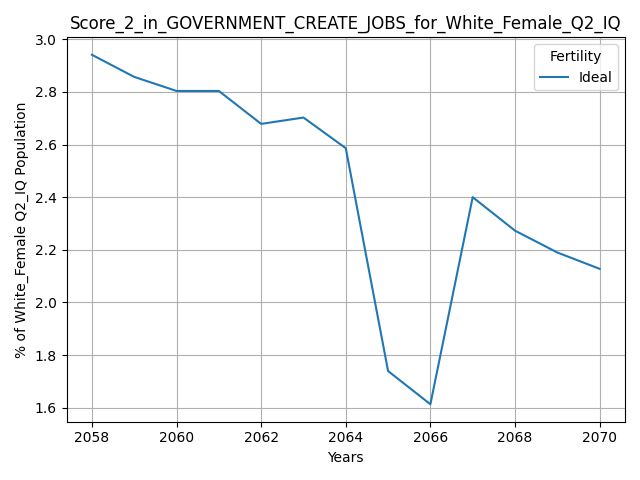 Score_2_in_GOVERNMENT_CREATE_JOBS_for_White_Female_Q2_IQ
Fertility
Ideal
% of White_Female Q2_IQ Population
3.0
2.8
2.6
2.4
2.2
2.0
1.8
1.6
2058 2060 2062 2064 2066 2068 2070
Years